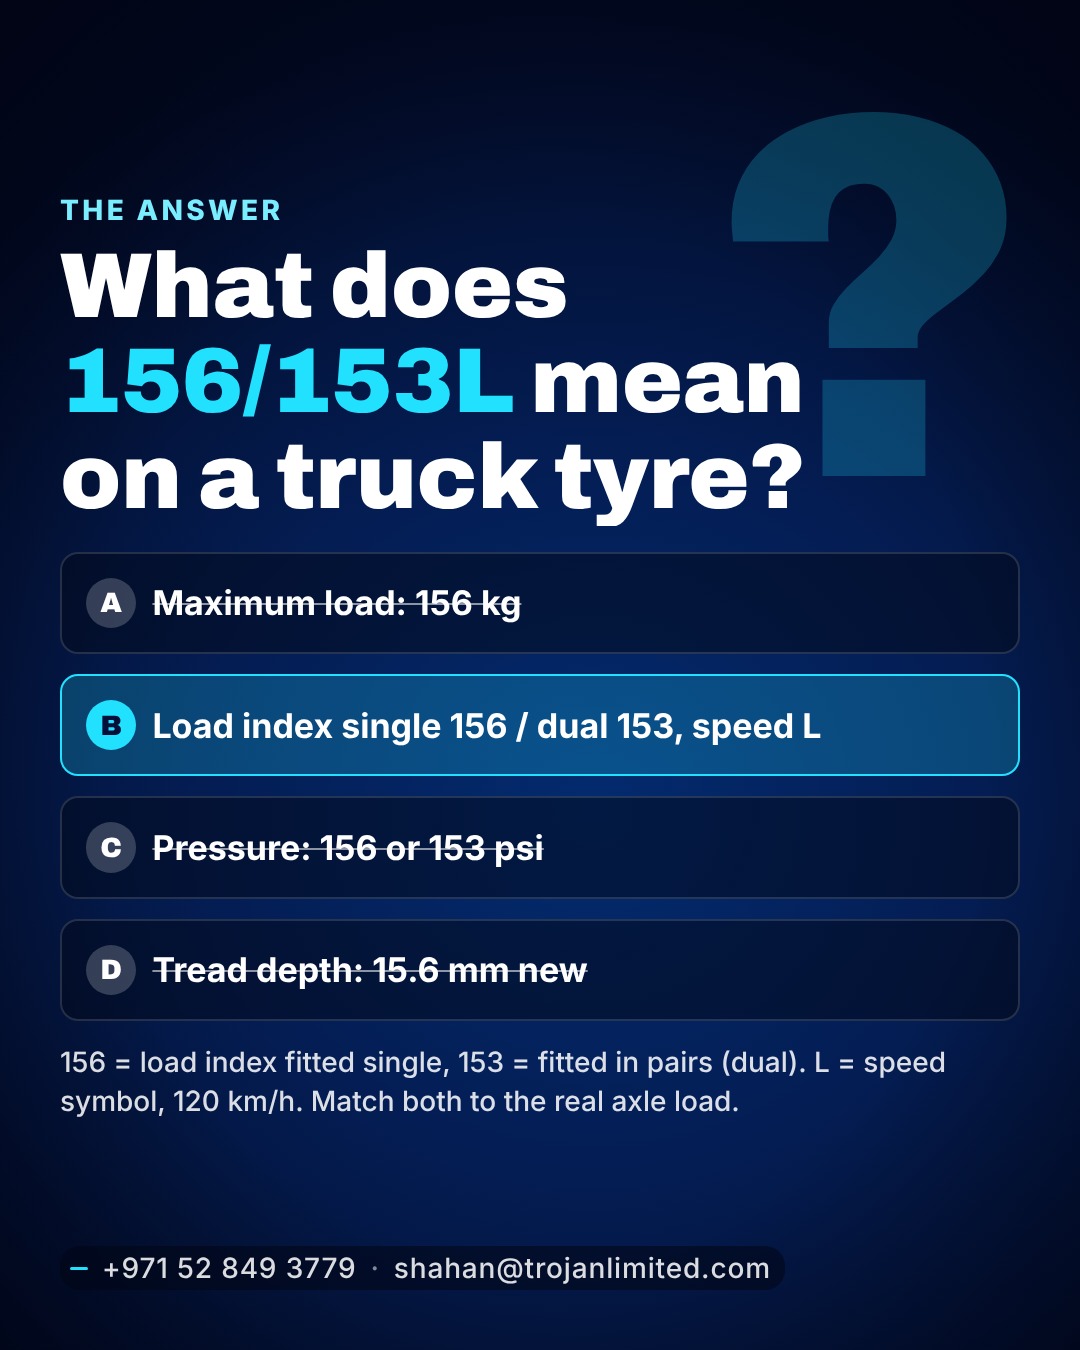 THE ANSWER
What does
156/153L mean
on a truck tyre?
?
A Maximum load: 156 kg
B Load index single 156 / dual 153, speed L
C Pressure: 156 or 153 psi
D Tread depth: 15.6 mm new
156 = load index fitted single, 153 = fitted in pairs (dual). L = speed
symbol, 120 km/h. Match both to the real axle load.
+971 52 849 3779 · shahan@trojanlimited.com